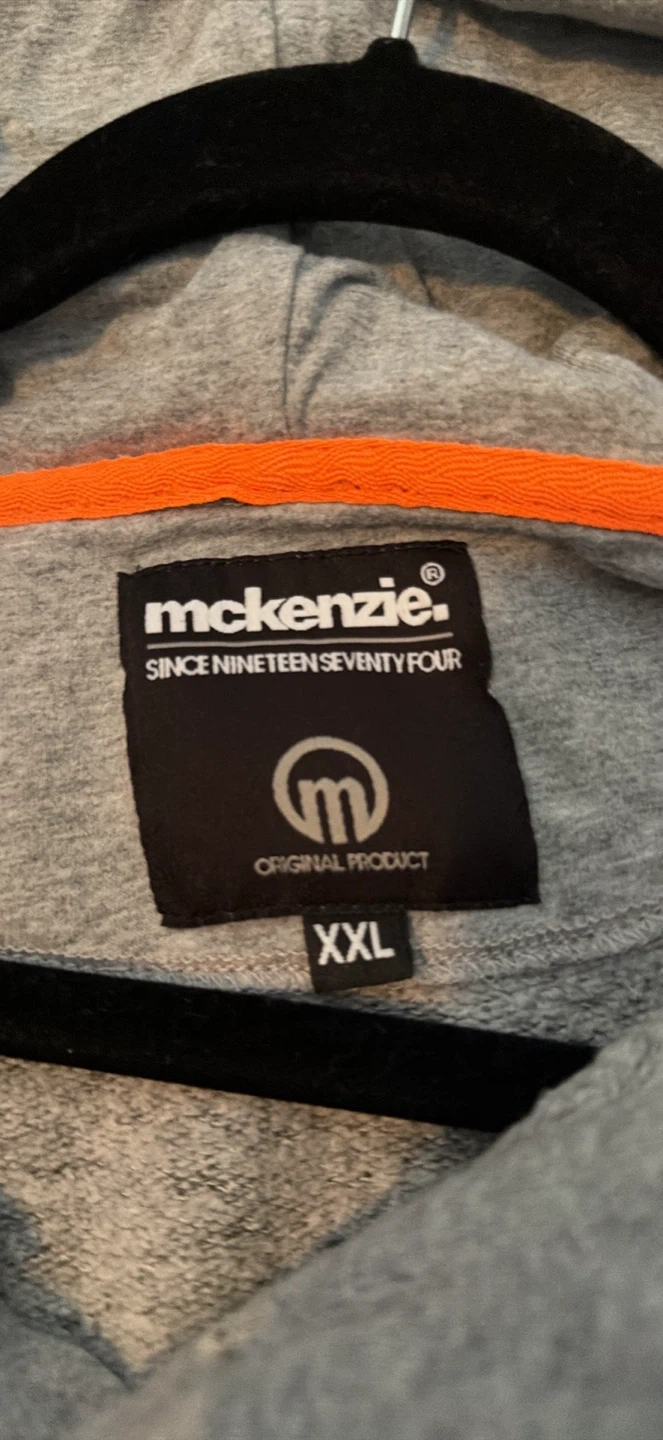 mckenzie.®
SINCE NINETEEN SEVENTY FOUR
m
ORIGINAL PRODUCT
XXL